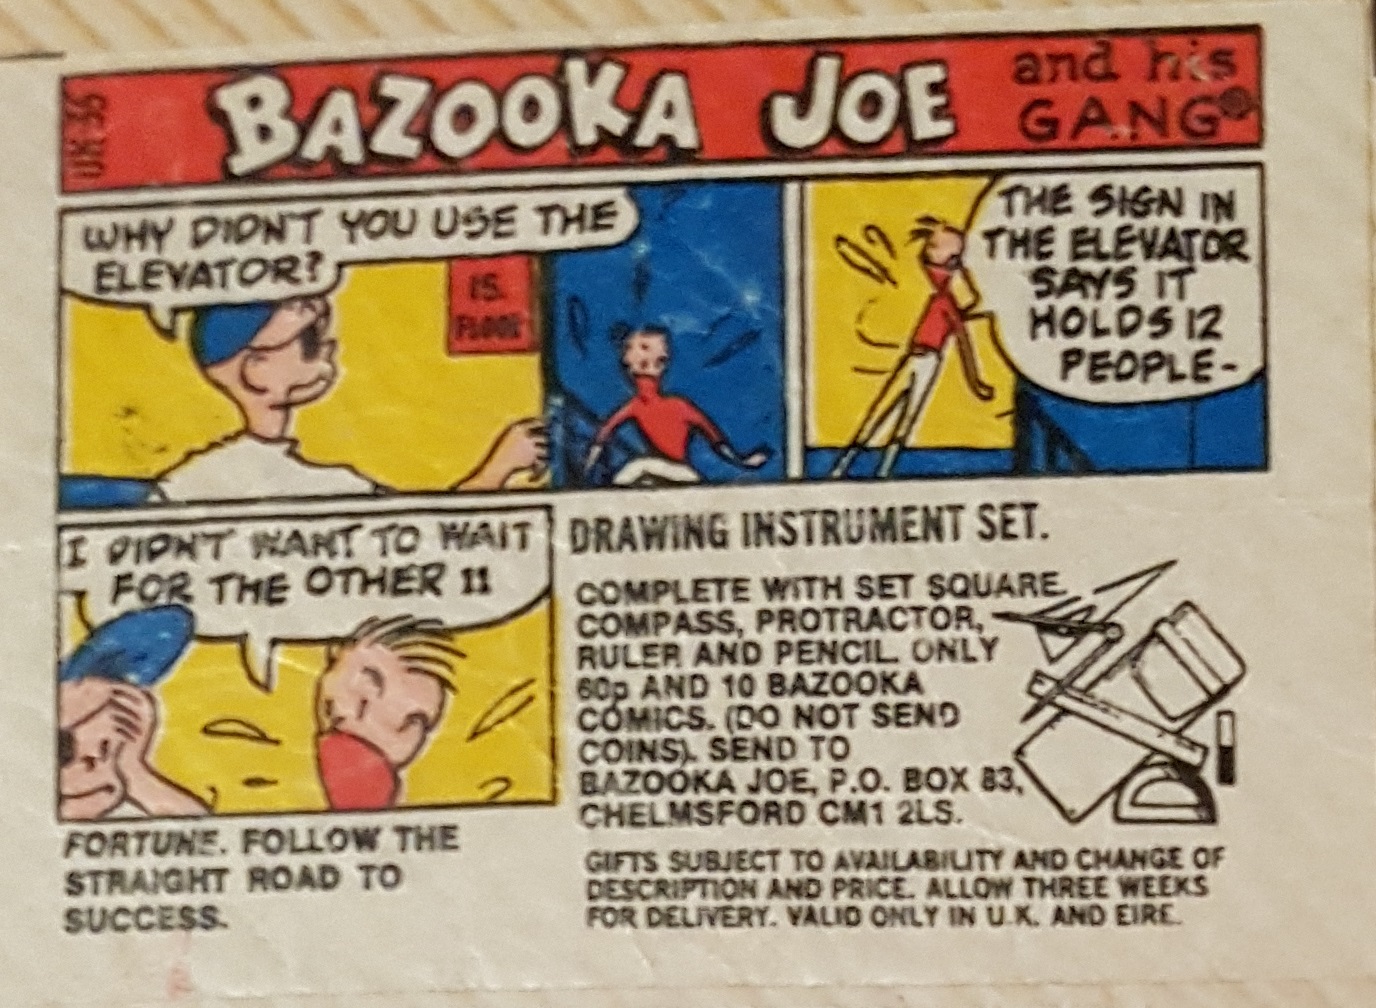 UK-56
BAZOOKA JOE
and his
GANG®
WHY DIDN'T YOU USE THE
ELEVATOR?
15.
FLOOR
THE SIGN IN
THE ELEVATOR
SAYS IT
HOLDS 12
PEOPLE-
I DIDN'T WANT TO WAIT
FOR THE OTHER 11
DRAWING INSTRUMENT SET.
COMPLETE WITH SET SQUARE.
COMPASS, PROTRACTOR,
RULER AND PENCIL. ONLY
60p AND 10 BAZOOKA
COMICS. (DO NOT SEND
COINS). SEND TO
BAZOOKA JOE, P.O. BOX 83,
CHELMSFORD CM1 2LS.
FORTUNE. FOLLOW THE
STRAIGHT ROAD TO
SUCCESS.
GIFTS SUBJECT TO AVAILABILITY AND CHANGE OF
DESCRIPTION AND PRICE. ALLOW THREE WEEKS
FOR DELIVERY. VALID ONLY IN U.K. AND EIRE.